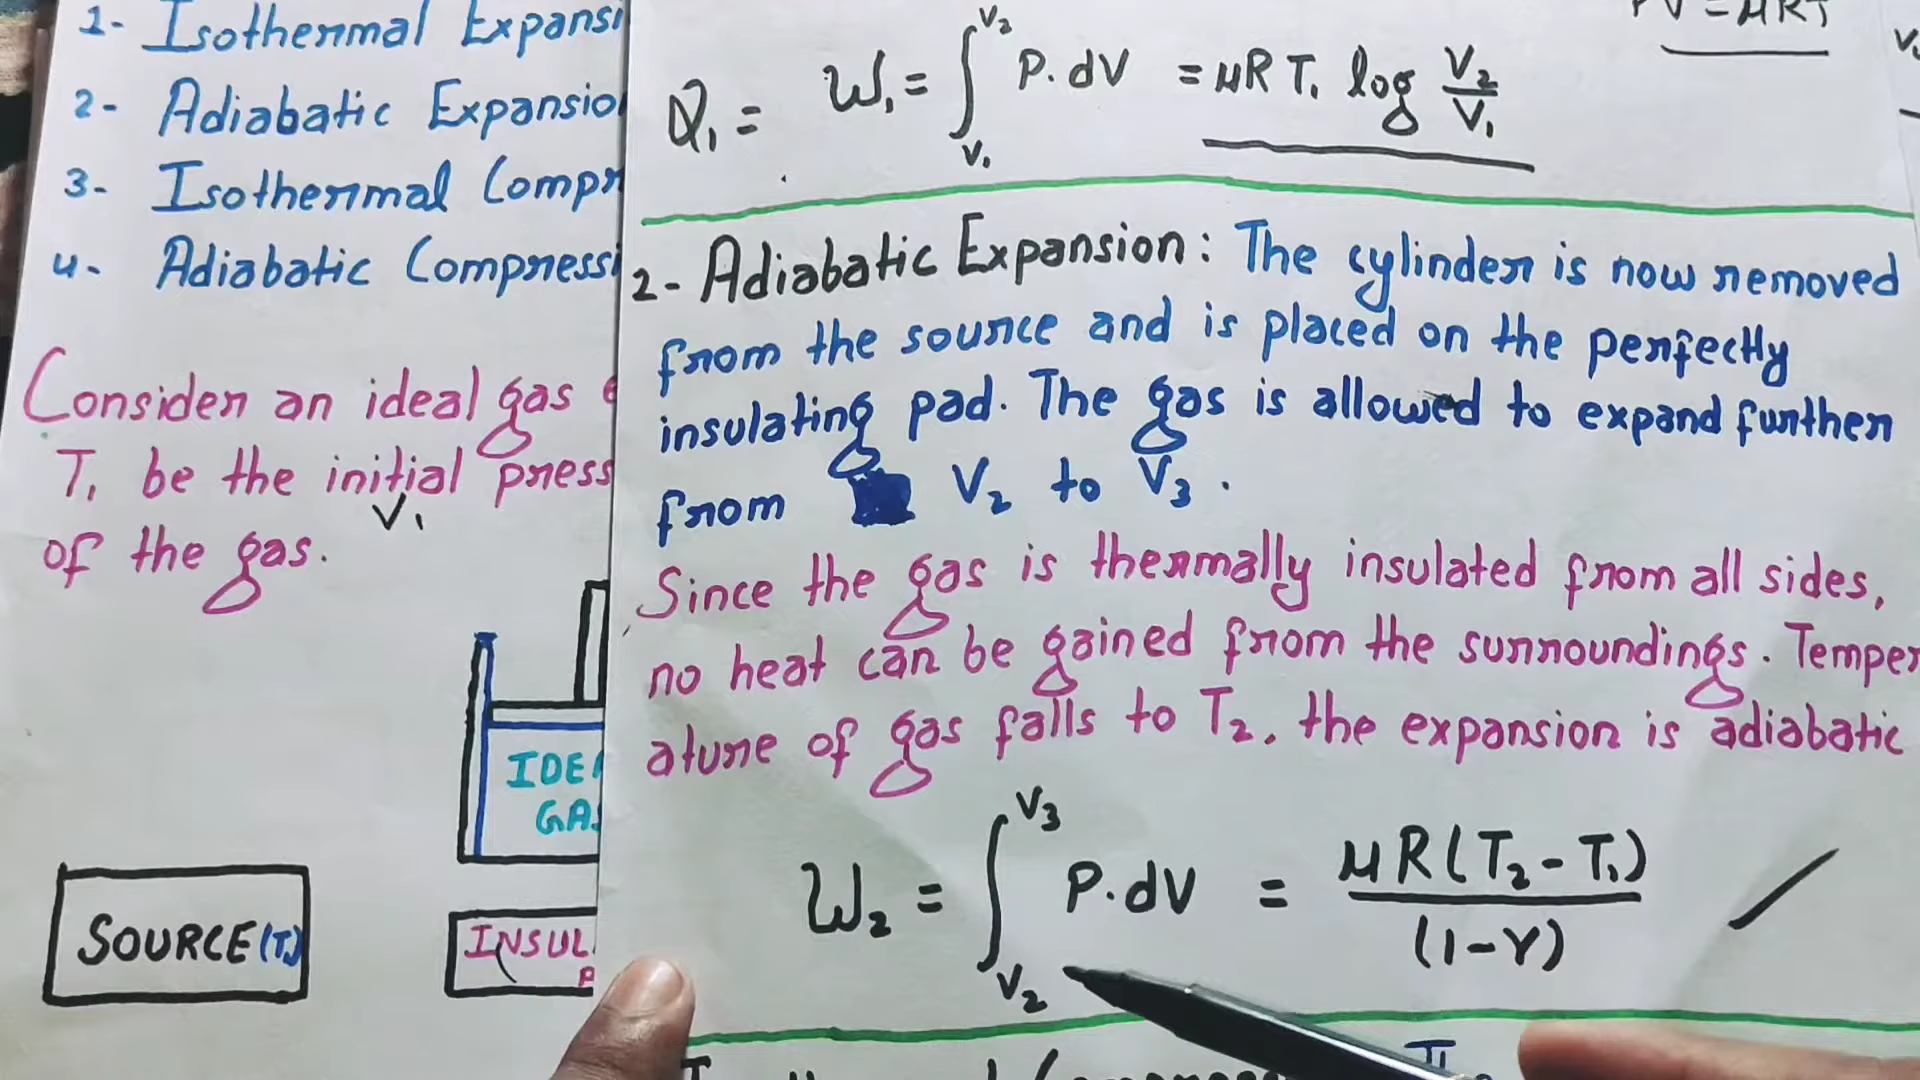 1- Isothermal Expansi
2- Adiabatic Expansio
3- Isothermal Compr
4- Adiabatic Compressi
Consider an ideal gas
T₁ be the initial press
V₁
of the gas.
IDEA
GAS
SOURCE (T₁)
INSUL
P
PV = μRT
Q₁ = W₁ = ∫_{V₁}^{V₂} P.dV = μRT₁ log V₂/V₁
2- Adiabatic Expansion: The cylinder is now removed
from the source and is placed on the perfectly
insulating pad. The gas is allowed to expand further
from V₂ to V₃.
Since the gas is thermally insulated from all sides,
no heat can be gained from the surroundings. Temper
ature of gas falls to T₂, the expansion is adiabatic
W₂ = ∫_{V₂}^{V₃} P.dV = μR(T₂-T₁)/(1-γ)